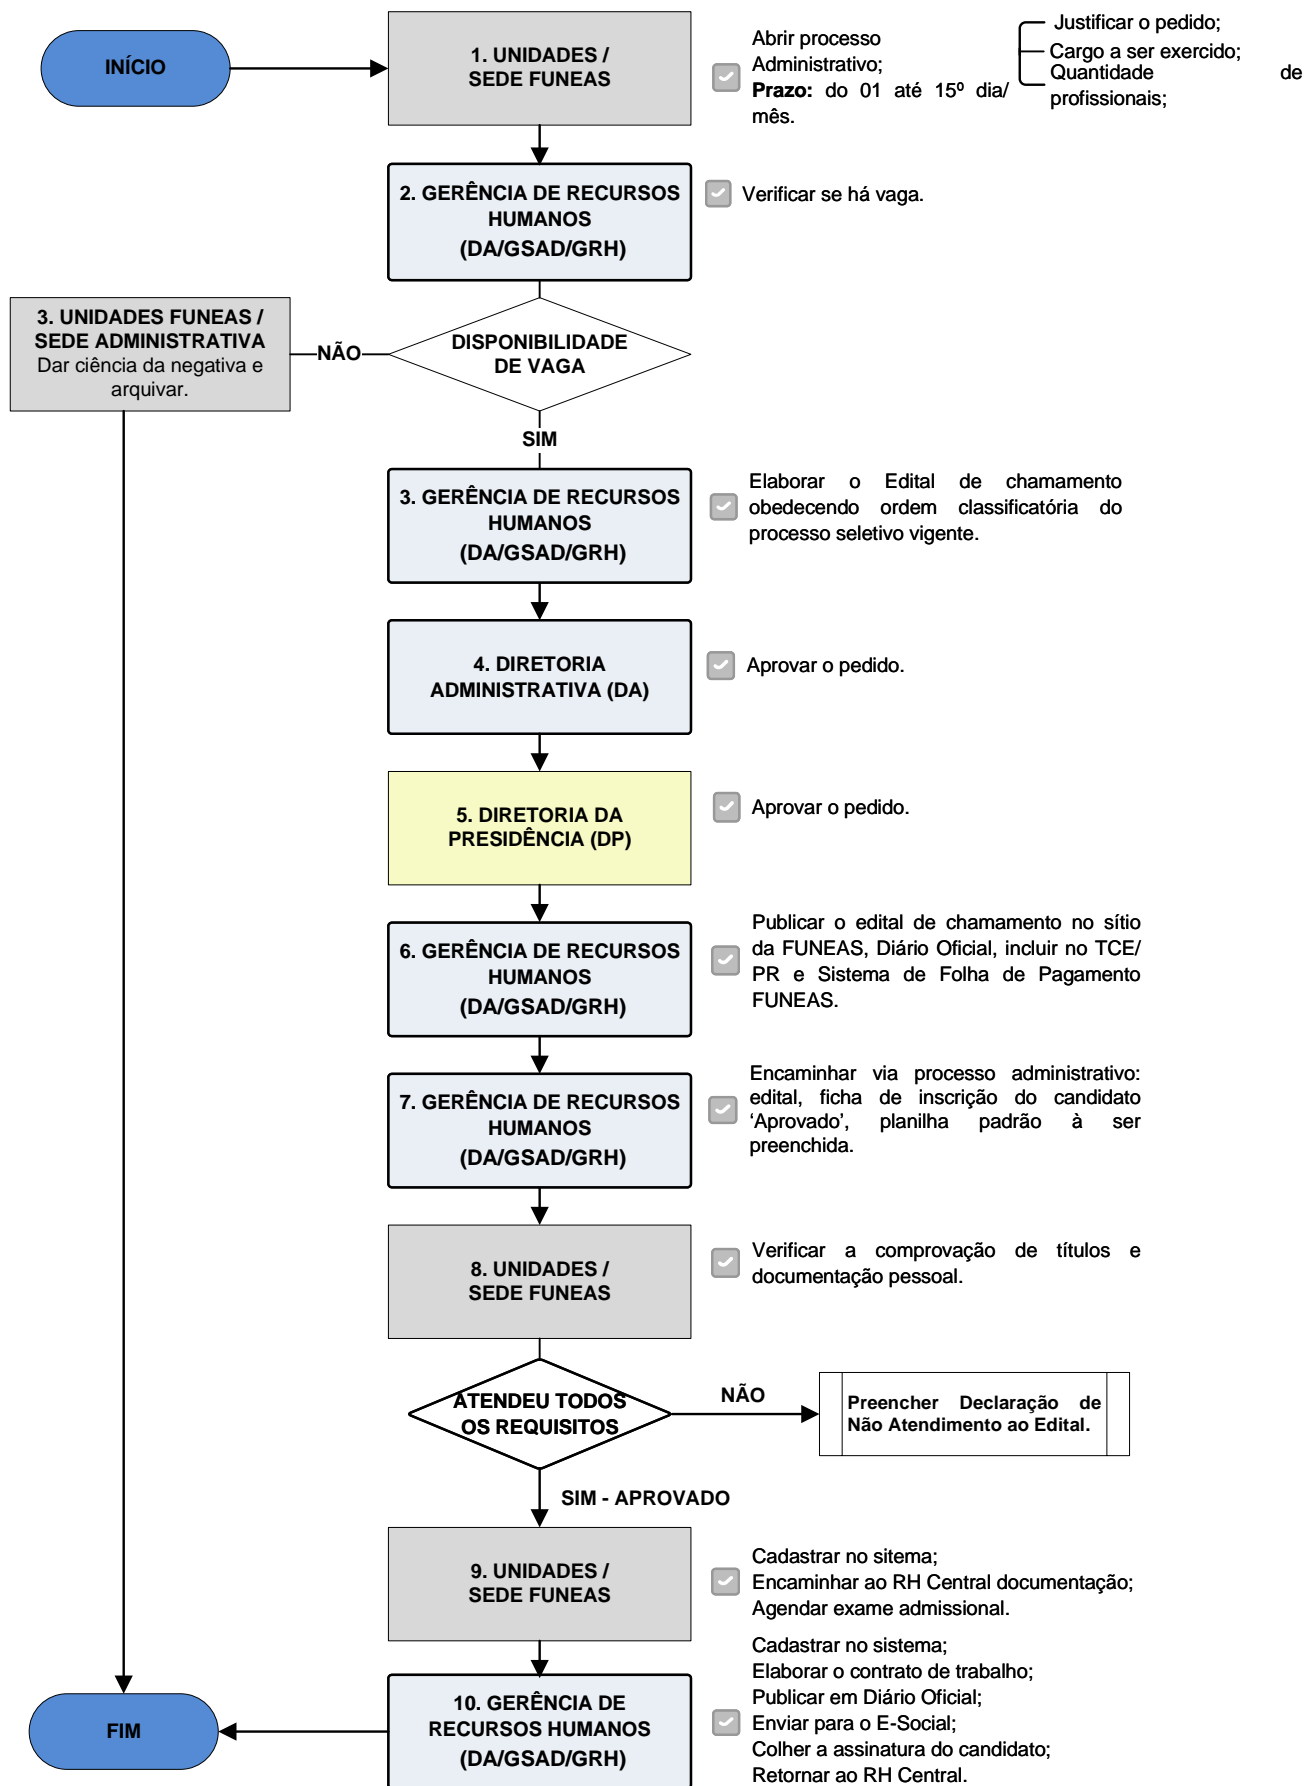 INÍCIO
1. UNIDADES /
SEDE FUNEAS
Abrir processo
Administrativo;
Prazo: do 01 até 15º dia/
mês.
Justificar o pedido;
Cargo a ser exercido;
Quantidade de
profissionais;
2. GERÊNCIA DE RECURSOS
HUMANOS
(DA/GSAD/GRH)
Verificar se há vaga.
3. UNIDADES FUNEAS /
SEDE ADMINISTRATIVA
Dar ciência da negativa e
arquivar.
NÃO
DISPONIBILIDADE
DE VAGA
SIM
3. GERÊNCIA DE RECURSOS
HUMANOS
(DA/GSAD/GRH)
Elaborar o Edital de chamamento
obedecendo ordem classificatória do
processo seletivo vigente.
4. DIRETORIA
ADMINISTRATIVA (DA)
Aprovar o pedido.
5. DIRETORIA DA
PRESIDÊNCIA (DP)
Aprovar o pedido.
6. GERÊNCIA DE RECURSOS
HUMANOS
(DA/GSAD/GRH)
Publicar o edital de chamamento no sítio
da FUNEAS, Diário Oficial, incluir no TCE/
PR e Sistema de Folha de Pagamento
FUNEAS.
7. GERÊNCIA DE RECURSOS
HUMANOS
(DA/GSAD/GRH)
Encaminhar via processo administrativo:
edital, ficha de inscrição do candidato
‘Aprovado’, planilha padrão à ser
preenchida.
8. UNIDADES /
SEDE FUNEAS
Verificar a comprovação de títulos e
documentação pessoal.
ATENDEU TODOS
OS REQUISITOS
NÃO
Preencher Declaração de
Não Atendimento ao Edital.
SIM - APROVADO
9. UNIDADES /
SEDE FUNEAS
Cadastrar no sitema;
Encaminhar ao RH Central documentação;
Agendar exame admissional.
10. GERÊNCIA DE
RECURSOS HUMANOS
(DA/GSAD/GRH)
Cadastrar no sistema;
Elaborar o contrato de trabalho;
Publicar em Diário Oficial;
Enviar para o E-Social;
Colher a assinatura do candidato;
Retornar ao RH Central.
FIM